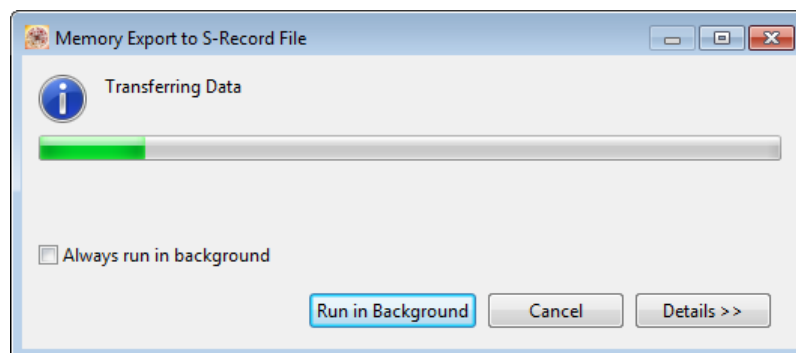 Memory Export to S-Record File
Transferring Data
Always run in background
Run in Background
Cancel
Details >>